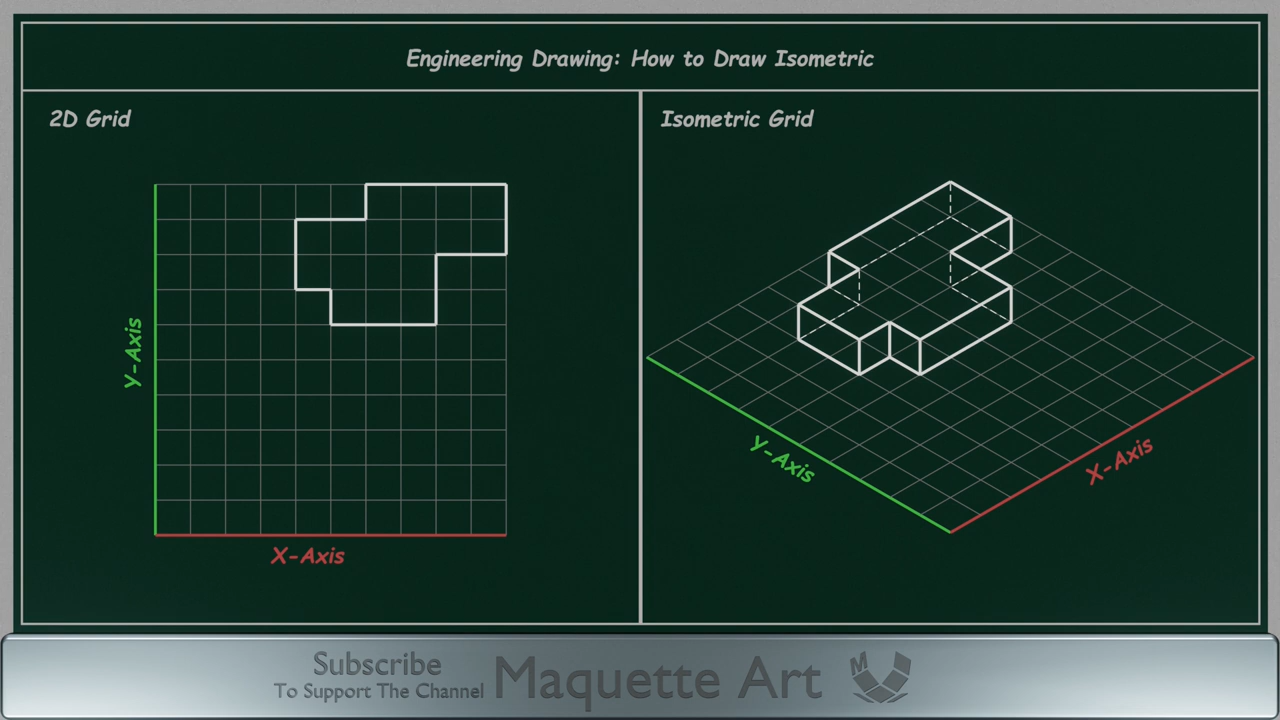 Engineering Drawing: How to Draw Isometric
2D Grid
Isometric Grid
Y-Axis
X-Axis
Y-Axis
X-Axis
Subscribe
To Support The Channel
Maquette Art
M